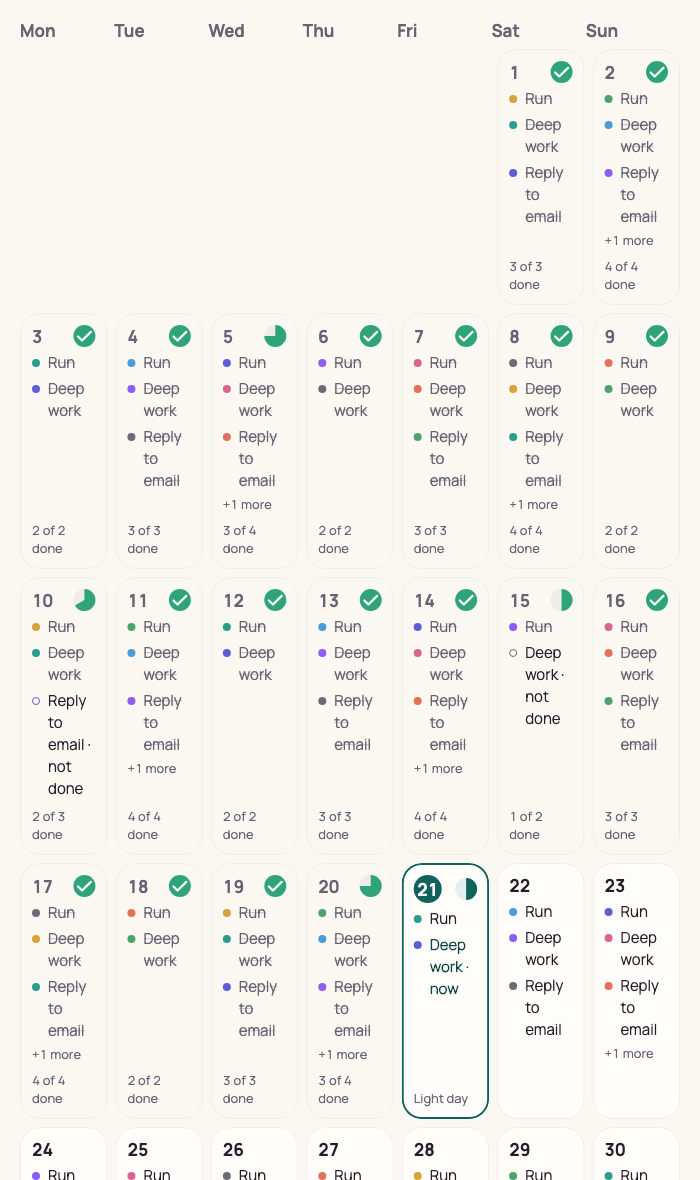 Mon Tue Wed Thu Fri Sat Sun
1
Run
Deep
work
Reply
to
email
3 of 3
done
2
Run
Deep
work
Reply
to
email
+1 more
4 of 4
done
3
Run
Deep
work
2 of 2
done
4
Run
Deep
work
Reply
to
email
3 of 3
done
5
Run
Deep
work
Reply
to
email
+1 more
3 of 4
done
6
Run
Deep
work
2 of 2
done
7
Run
Deep
work
Reply
to
email
3 of 3
done
8
Run
Deep
work
Reply
to
email
+1 more
4 of 4
done
9
Run
Deep
work
2 of 2
done
10
Run
Deep
work
Reply
to
email ·
not
done
2 of 3
done
11
Run
Deep
work
Reply
to
email
+1 more
4 of 4
done
12
Run
Deep
work
2 of 2
done
13
Run
Deep
work
Reply
to
email
3 of 3
done
14
Run
Deep
work
Reply
to
email
+1 more
4 of 4
done
15
Run
Deep
work ·
not
done
1 of 2
done
16
Run
Deep
work
Reply
to
email
3 of 3
done
17
Run
Deep
work
Reply
to
email
+1 more
4 of 4
done
18
Run
Deep
work
2 of 2
done
19
Run
Deep
work
Reply
to
email
3 of 3
done
20
Run
Deep
work
Reply
to
email
+1 more
3 of 4
done
21
Run
Deep
work ·
now
Light day
22
Run
Deep
work
Reply
to
email
23
Run
Deep
work
Reply
to
email
+1 more
24
Run
25
Run
26
Run
27
Run
28
Run
29
Run
30
Run